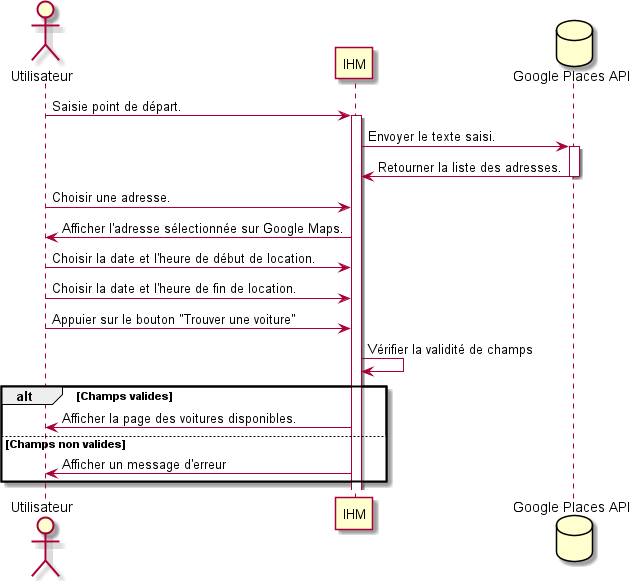 Utilisateur
IHM
Google Places API
Saisie point de départ.
Envoyer le texte saisi.
Retourner la liste des adresses.
Choisir une adresse.
Afficher l'adresse sélectionnée sur Google Maps.
Choisir la date et l'heure de début de location.
Choisir la date et l'heure de fin de location.
Appuier sur le bouton "Trouver une voiture"
Vérifier la validité de champs
alt [Champs valides]
Afficher la page des voitures disponibles.
[Champs non valides]
Afficher un message d'erreur
Utilisateur
IHM
Google Places API